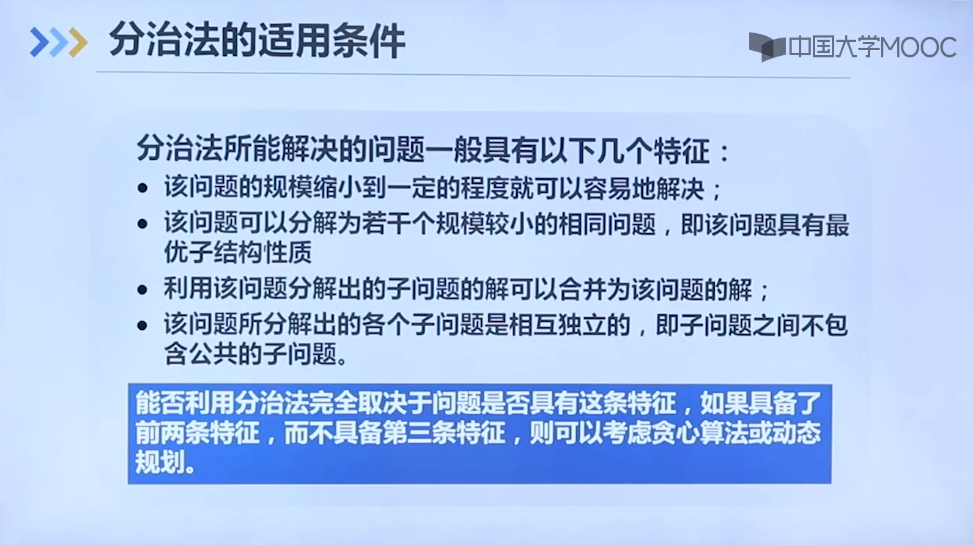 分治法的适用条件
中国大学MOOC
分治法所能解决的问题一般具有以下几个特征：
• 该问题的规模缩小到一定的程度就可以容易地解决；
• 该问题可以分解为若干个规模较小的相同问题，即该问题具有最
优子结构性质
• 利用该问题分解出的子问题的解可以合并为该问题的解；
• 该问题所分解出的各个子问题是相互独立的，即子问题之间不包
含公共的子问题。
能否利用分治法完全取决于问题是否具有这条特征，如果具备了
前两条特征，而不具备第三条特征，则可以考虑贪心算法或动态
规划。